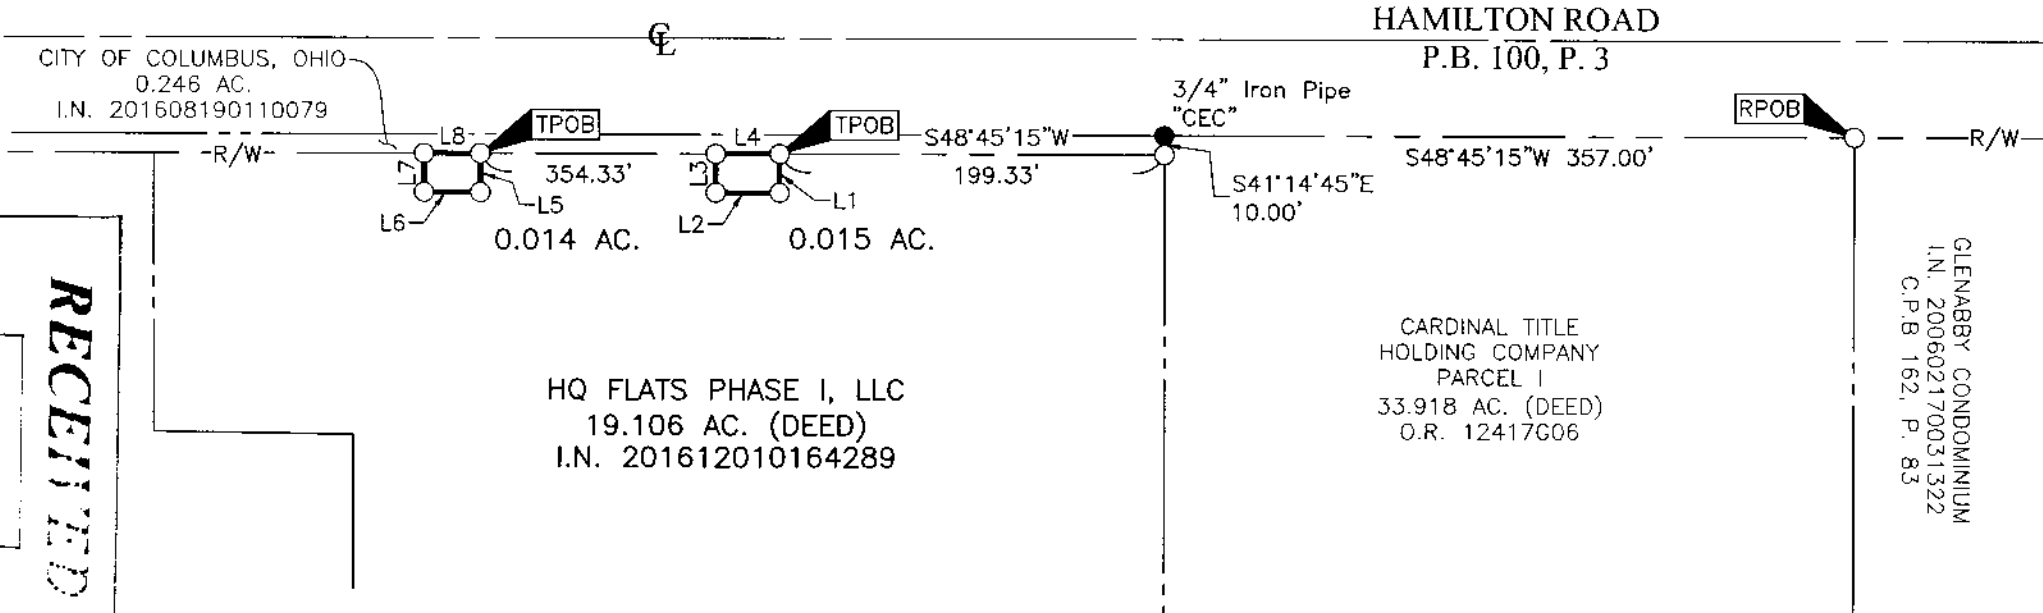 HAMILTON ROAD
P.B. 100, P. 3
℄
CITY OF COLUMBUS, OHIO
0.246 AC.
I.N. 201608190110079
R/W
L8
TPOB
L7
L6
L5
354.33'
0.014 AC.
L4
TPOB
L3
L2
L1
0.015 AC.
S48°45'15"W
199.33'
3/4" Iron Pipe
"CEC"
S41°14'45"E
10.00'
RPOB
S48°45'15"W 357.00'
R/W
RECEIVED
HQ FLATS PHASE I, LLC
19.106 AC. (DEED)
I.N. 201612010164289
CARDINAL TITLE
HOLDING COMPANY
PARCEL I
33.918 AC. (DEED)
O.R. 12417G06
GLENABBY CONDOMINIUM
I.N. 200602170031322
C.P.B 162, P. 83